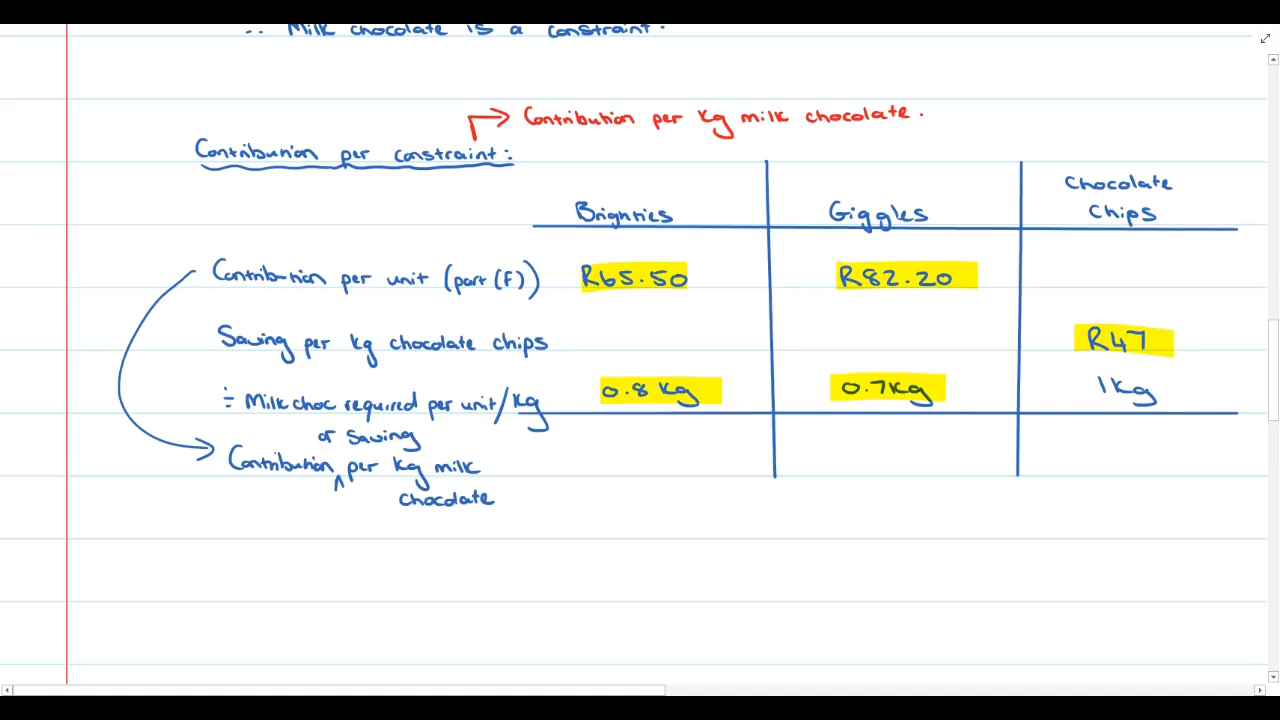 ∴ Milk chocolate is a constraint.
Contribution per kg milk chocolate.
Contribution per constraint:
Brighties Giggles Chocolate Chips
Contribution per unit (part (F)) R65.50 R82.20
Saving per kg chocolate chips R47
÷ Milk choc required per unit/kg 0.8 kg 0.7kg 1kg
or saving
Contribution ^ per kg milk
chocolate